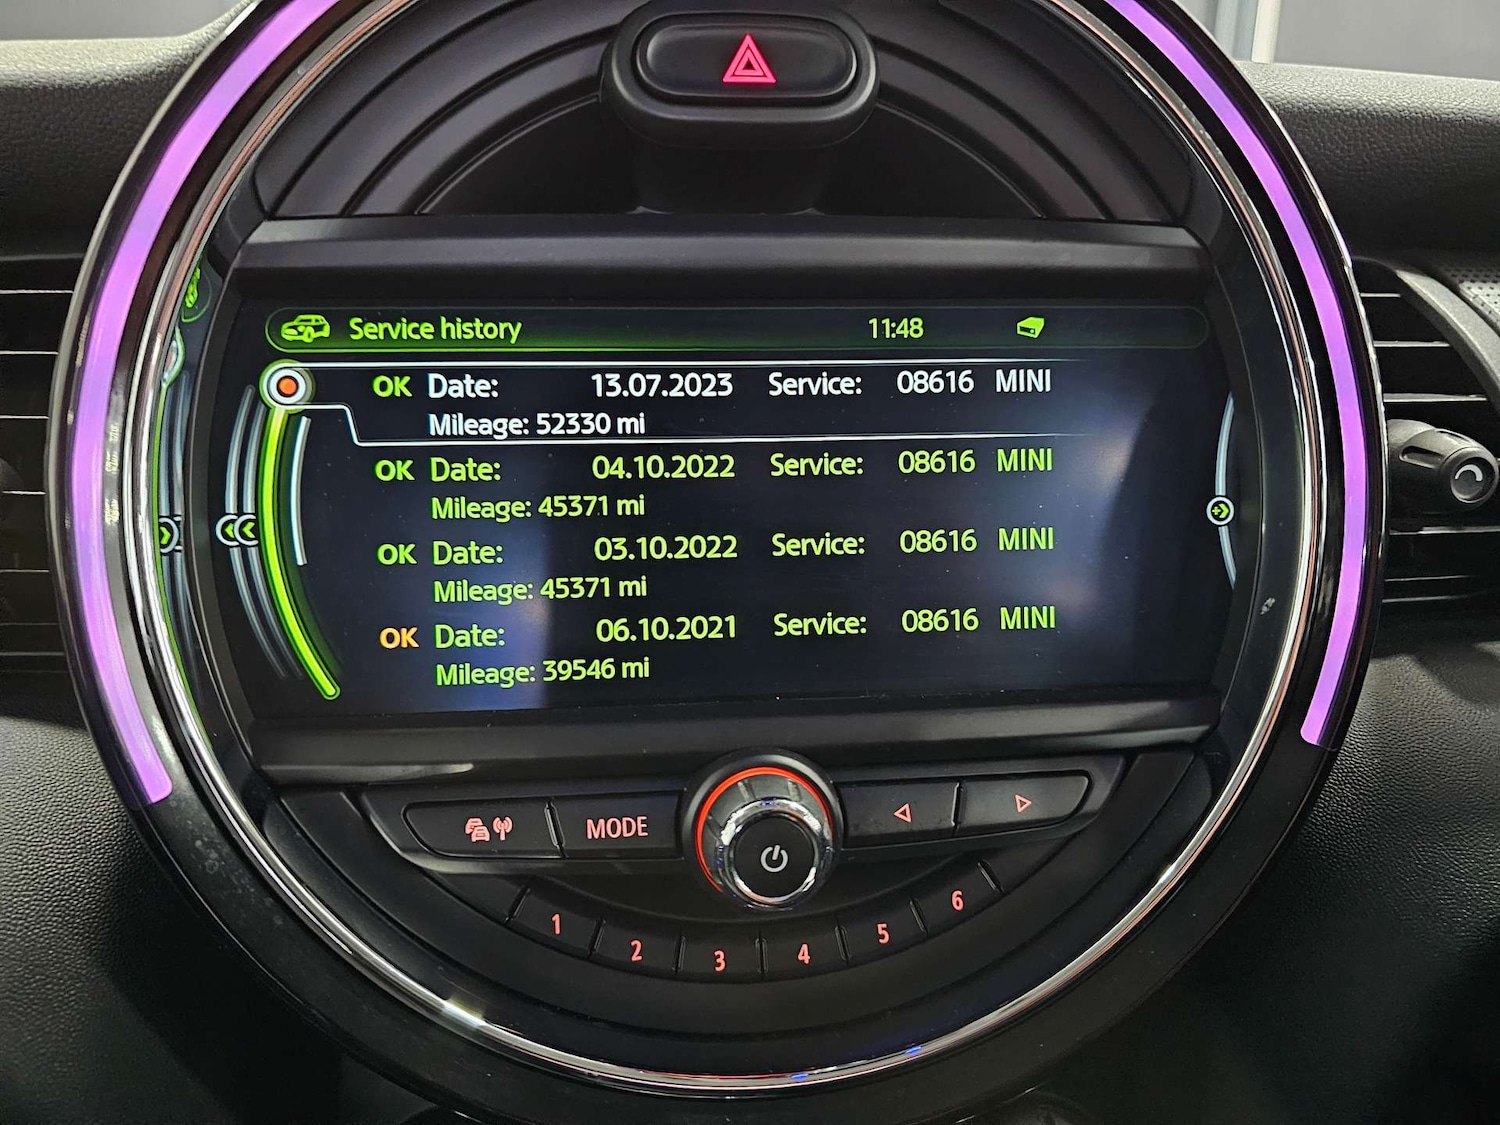 Service history 11:48
OK Date: 13.07.2023 Service: 08616 MINI
Mileage: 52330 mi
OK Date: 04.10.2022 Service: 08616 MINI
Mileage: 45371 mi
OK Date: 03.10.2022 Service: 08616 MINI
Mileage: 45371 mi
OK Date: 06.10.2021 Service: 08616 MINI
Mileage: 39546 mi
MODE
1 2 3 4 5 6